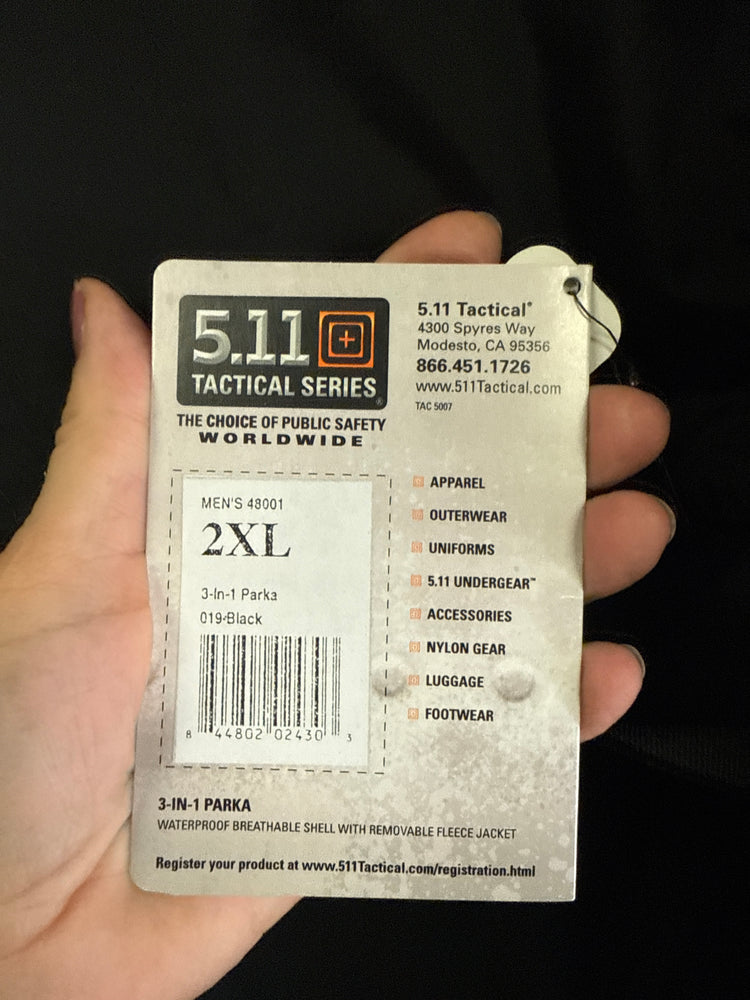 5.11
TACTICAL SERIES®
THE CHOICE OF PUBLIC SAFETY
WORLDWIDE
5.11 Tactical®
4300 Spyres Way
Modesto, CA 95356
866.451.1726
www.511Tactical.com
TAC 5007
MEN'S 48001
2XL
3-In-1 Parka
019-Black
8 44802 02430 3
APPAREL
OUTERWEAR
UNIFORMS
5.11 UNDERGEAR™
ACCESSORIES
NYLON GEAR
LUGGAGE
FOOTWEAR
3-IN-1 PARKA
WATERPROOF BREATHABLE SHELL WITH REMOVABLE FLEECE JACKET
Register your product at www.511Tactical.com/registration.html